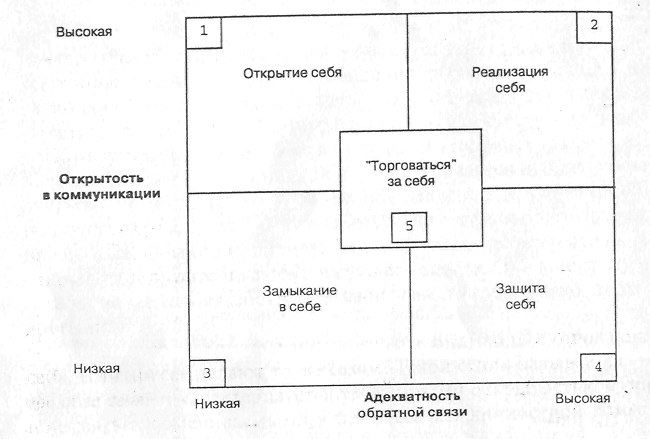 Высокая
1
2
Открытие себя
Реализация
себя
"Торговаться"
за себя
Открытость
в коммуникации
5
Замыкание
в себе
Защита
себя
Низкая
3
4
Низкая
Адекватность
обратной связи
Высокая